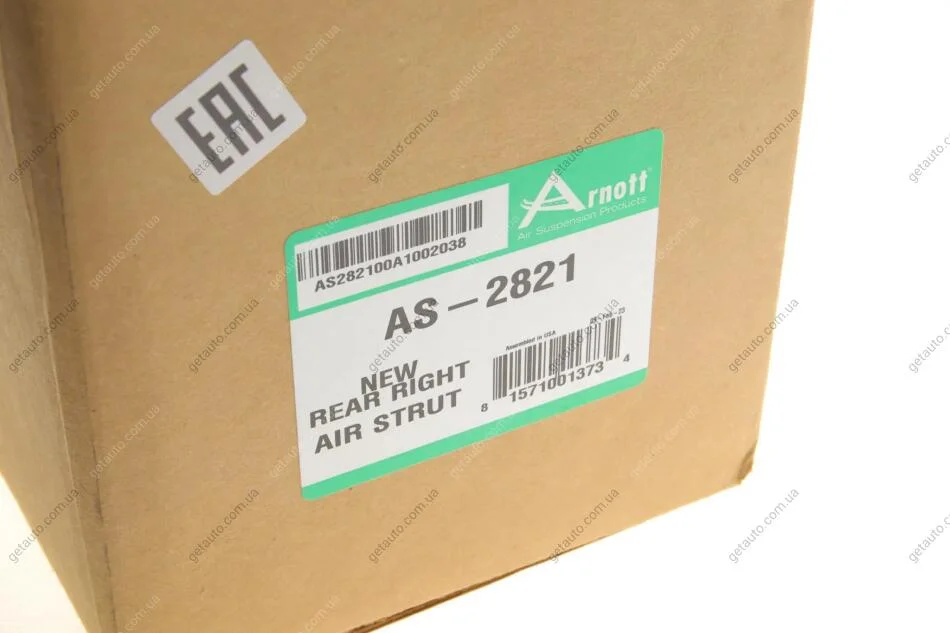 EAC
Arnott®
Air Suspension Products
AS282100A1002038
AS-2821
Assembled in USA
NEW
REAR RIGHT
AIR STRUT
8 1571001373 4
getauto.com.ua